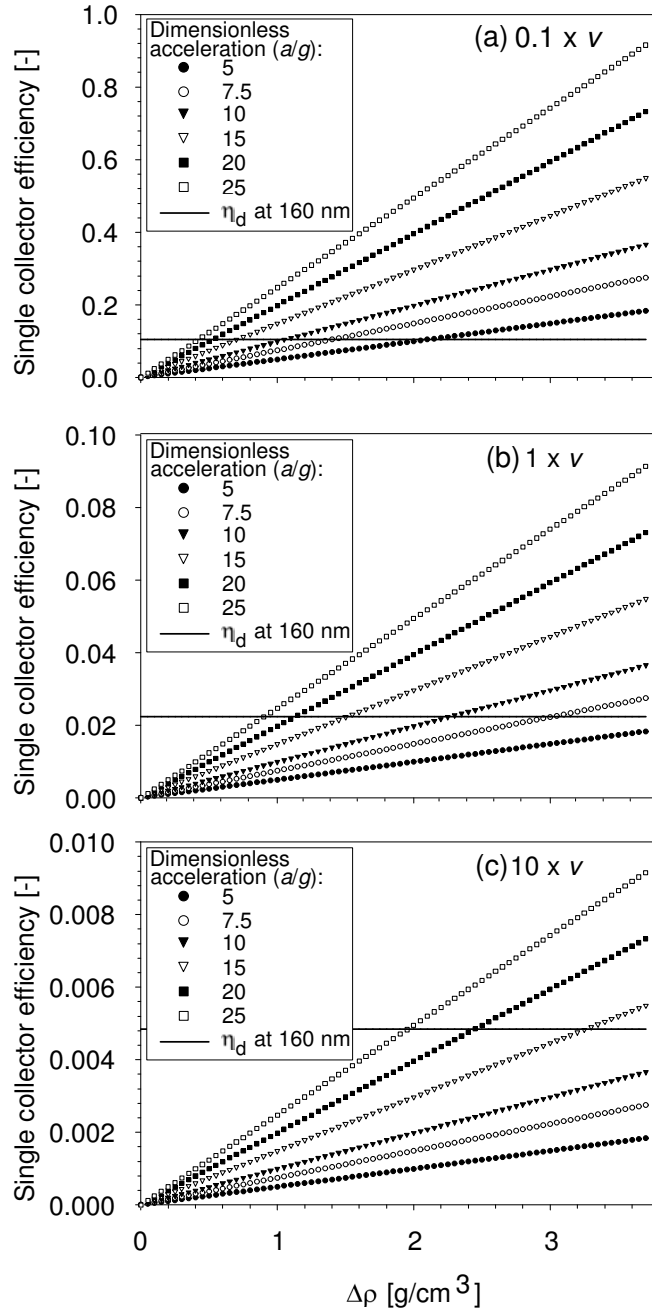 (a) 0.1 x v
Dimensionless
acceleration (a/g):
5
7.5
10
15
20
25
η_d at 160 nm
Single collector efficiency [-]
1.0
0.8
0.6
0.4
0.2
0.0
(b) 1 x v
Dimensionless
acceleration (a/g):
5
7.5
10
15
20
25
η_d at 160 nm
Single collector efficiency [-]
0.10
0.08
0.06
0.04
0.02
0.00
(c) 10 x v
Dimensionless
acceleration (a/g):
5
7.5
10
15
20
25
η_d at 160 nm
Single collector efficiency [-]
0.010
0.008
0.006
0.004
0.002
0.000
0 1 2 3
Δρ [g/cm³]